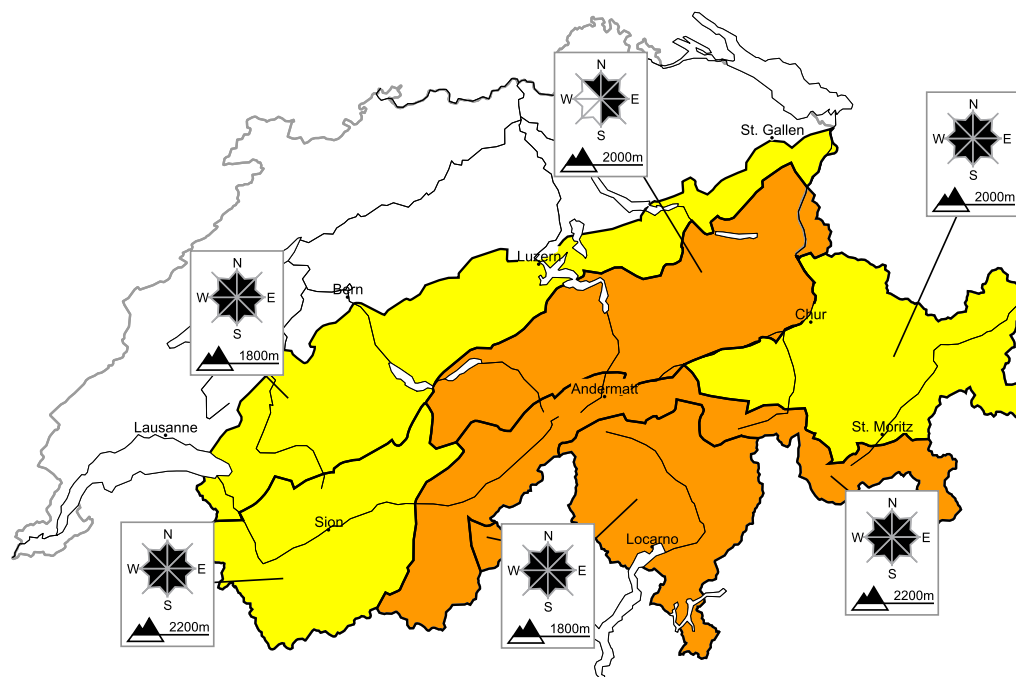 N
W E
S
2000m
St. Gallen
N
W E
S
2000m
Luzern
N
W E
S
1800m
Bern
Chur
Andermatt
Lausanne
St. Moritz
Sion
Locarno
N
W E
S
2200m
N
W E
S
1800m
N
W E
S
2200m